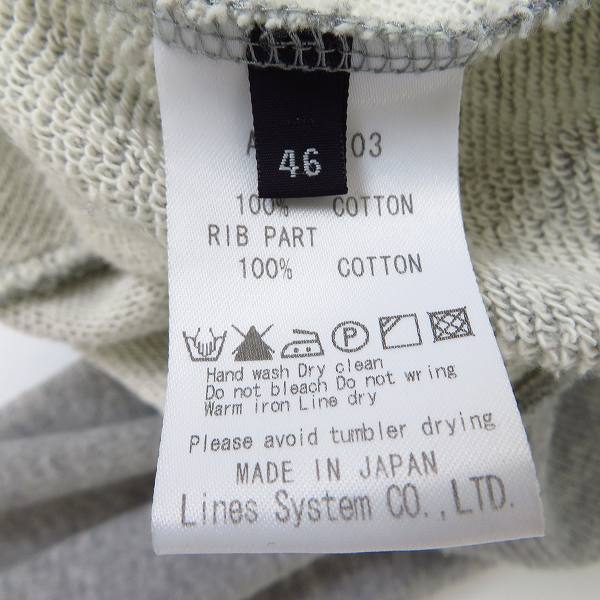 A 03
46
100% COTTON
RIB PART
100% COTTON
P
Hand wash Dry clean
Do not bleach Do not wring
Warm iron Line dry
Please avoid tumbler drying
MADE IN JAPAN
Lines System CO.,LTD.